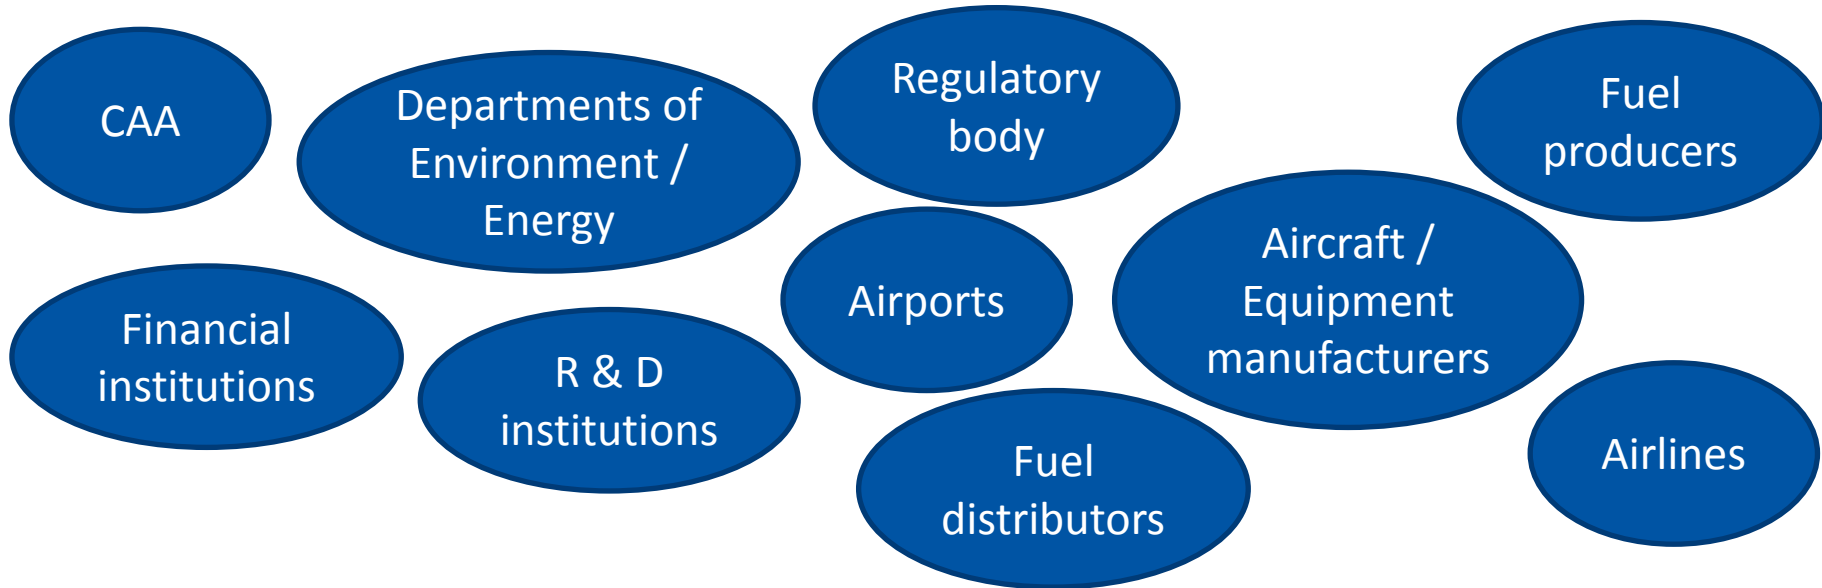 CAA
Departments of
Environment /
Energy
Regulatory
body
Fuel
producers
Financial
institutions
R & D
institutions
Airports
Aircraft /
Equipment
manufacturers
Fuel
distributors
Airlines